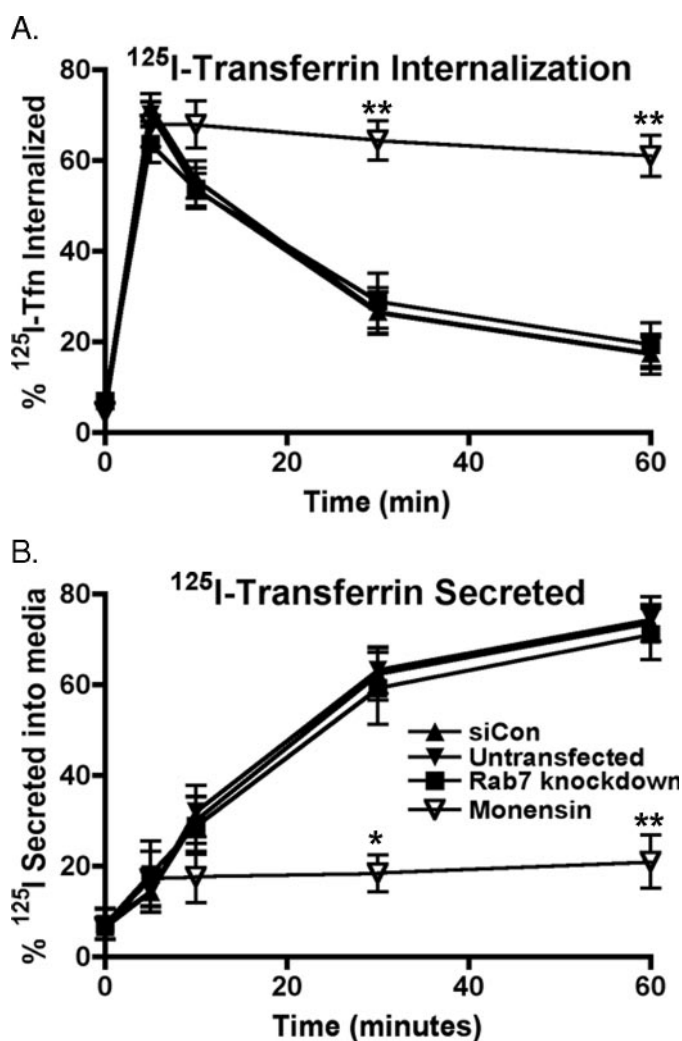 A.
¹²⁵I-Transferrin Internalization
% ¹²⁵I-Tfn Internalized
80
60
40
20
0
**
**
0 20 40 60
Time (min)
B.
¹²⁵I-Transferrin Secreted
% ¹²⁵I Secreted into media
80
60
40
20
0
siCon
Untransfected
Rab7 knockdown
Monensin
*
**
0 20 40 60
Time (minutes)